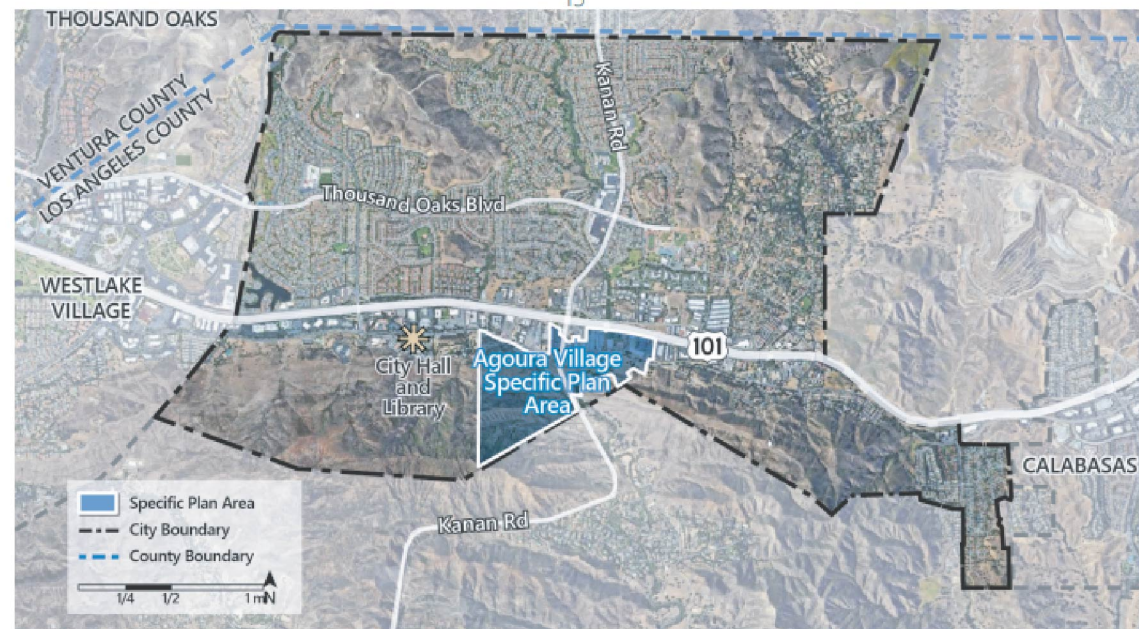 THOUSAND OAKS
VENTURA COUNTY
LOS ANGELES COUNTY
Kanan Rd
Thousand Oaks Blvd
WESTLAKE
VILLAGE
101
City Hall
and
Library
Agoura Village
Specific Plan
Area
CALABASAS
Kanan Rd
Specific Plan Area
City Boundary
County Boundary
1/4
1/2
1 mi
N